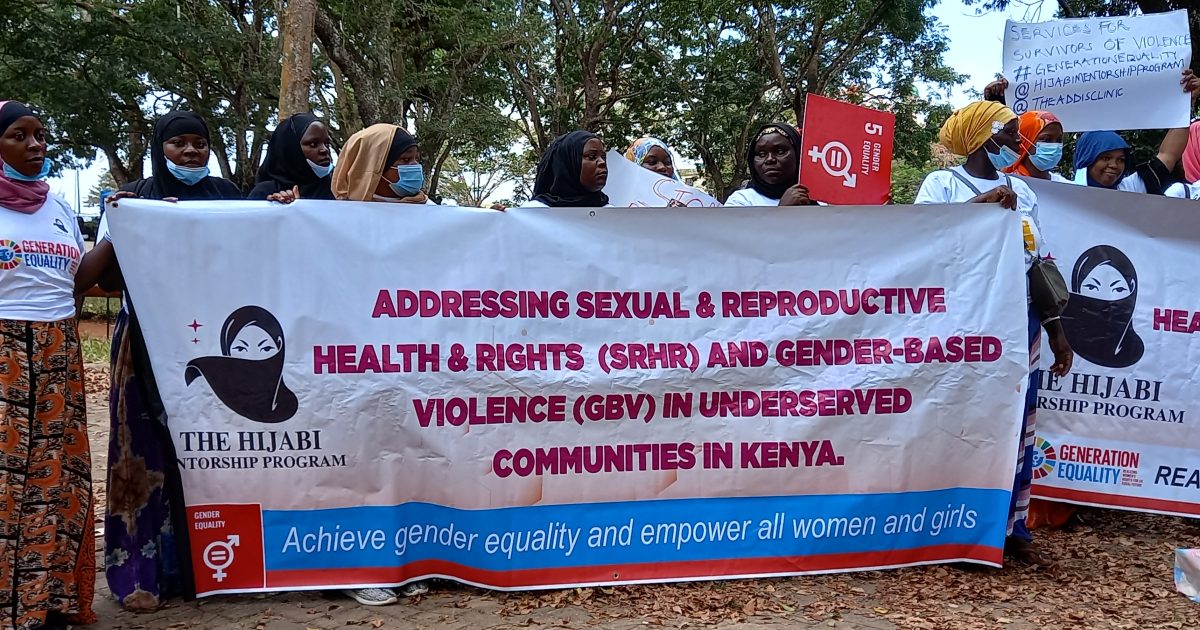 SERVICES FOR
SURVIVORS OF VIOLENCE
#GENERATIONEQUALITY
@HIJABIMENTORSHIPPROGRAM
@THEADDISCLINIC
5 GENDER
EQUALITY
GENERATION
EQUALITY
ADDRESSING SEXUAL & REPRODUCTIVE
HEALTH & RIGHTS (SRHR) AND GENDER-BASED
VIOLENCE (GBV) IN UNDERSERVED
COMMUNITIES IN KENYA.
THE HIJABI
NTORSHIP PROGRAM
GENDER
EQUALITY
Achieve gender equality and empower all women and girls
HEA
HE HIJABI
RSHIP PROGRAM
GENERATION
EQUALITY
REA